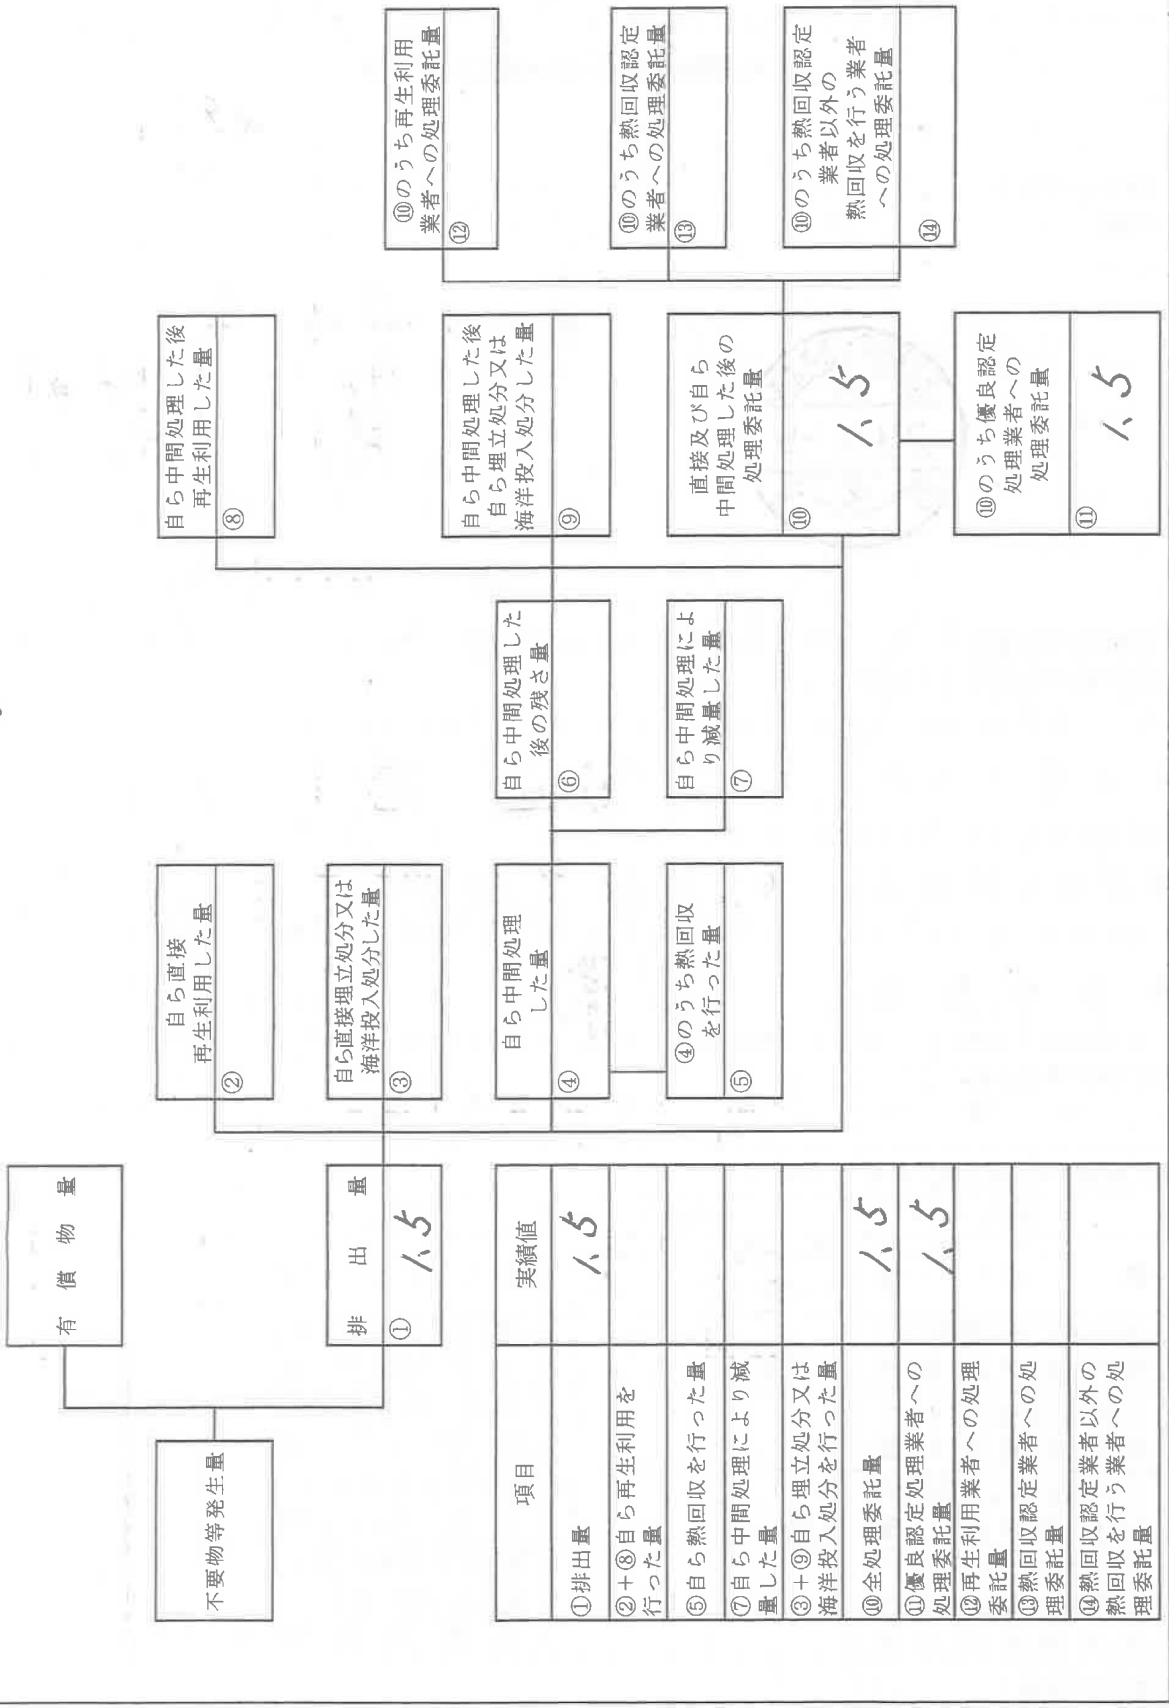 有償物量
不要物等発生量
排出量
①
1.5
自ら直接
再生利用した量
②
自ら直接埋立処分又は
海洋投入処分した量
③
自ら中間処理
した量
④
④のうち熱回収
を行った量
⑤
自ら中間処理した
後の残さ量
⑥
自ら中間処理によ
り減量した量
⑦
自ら中間処理した後
再生利用した量
⑧
自ら中間処理した後
自ら埋立処分又は
海洋投入処分した量
⑨
直接及び自ら
中間処理した後の
処理委託量
⑩
1.5
⑩のうち優良認定
処理業者への
処理委託量
⑪
1.5
⑩のうち再生利用
業者への処理委託量
⑫
⑩のうち熱回収認定
業者への処理委託量
⑬
⑩のうち熱回収認定
業者以外の
熱回収を行う業者
への処理委託量
⑭
項目 実績値
①排出量 1.5
②+⑧自ら再生利用を
行った量
⑤自ら熱回収を行った量
⑦自ら中間処理により減
量した量
③+⑨自ら埋立処分又は
海洋投入処分を行った量
⑩全処理委託量 1.5
⑪優良認定処理業者への
処理委託量 1.5
⑫再生利用業者への処理
委託量
⑬熱回収認定業者への処
理委託量
⑭熱回収認定業者以外の
熱回収を行う業者への処
理委託量